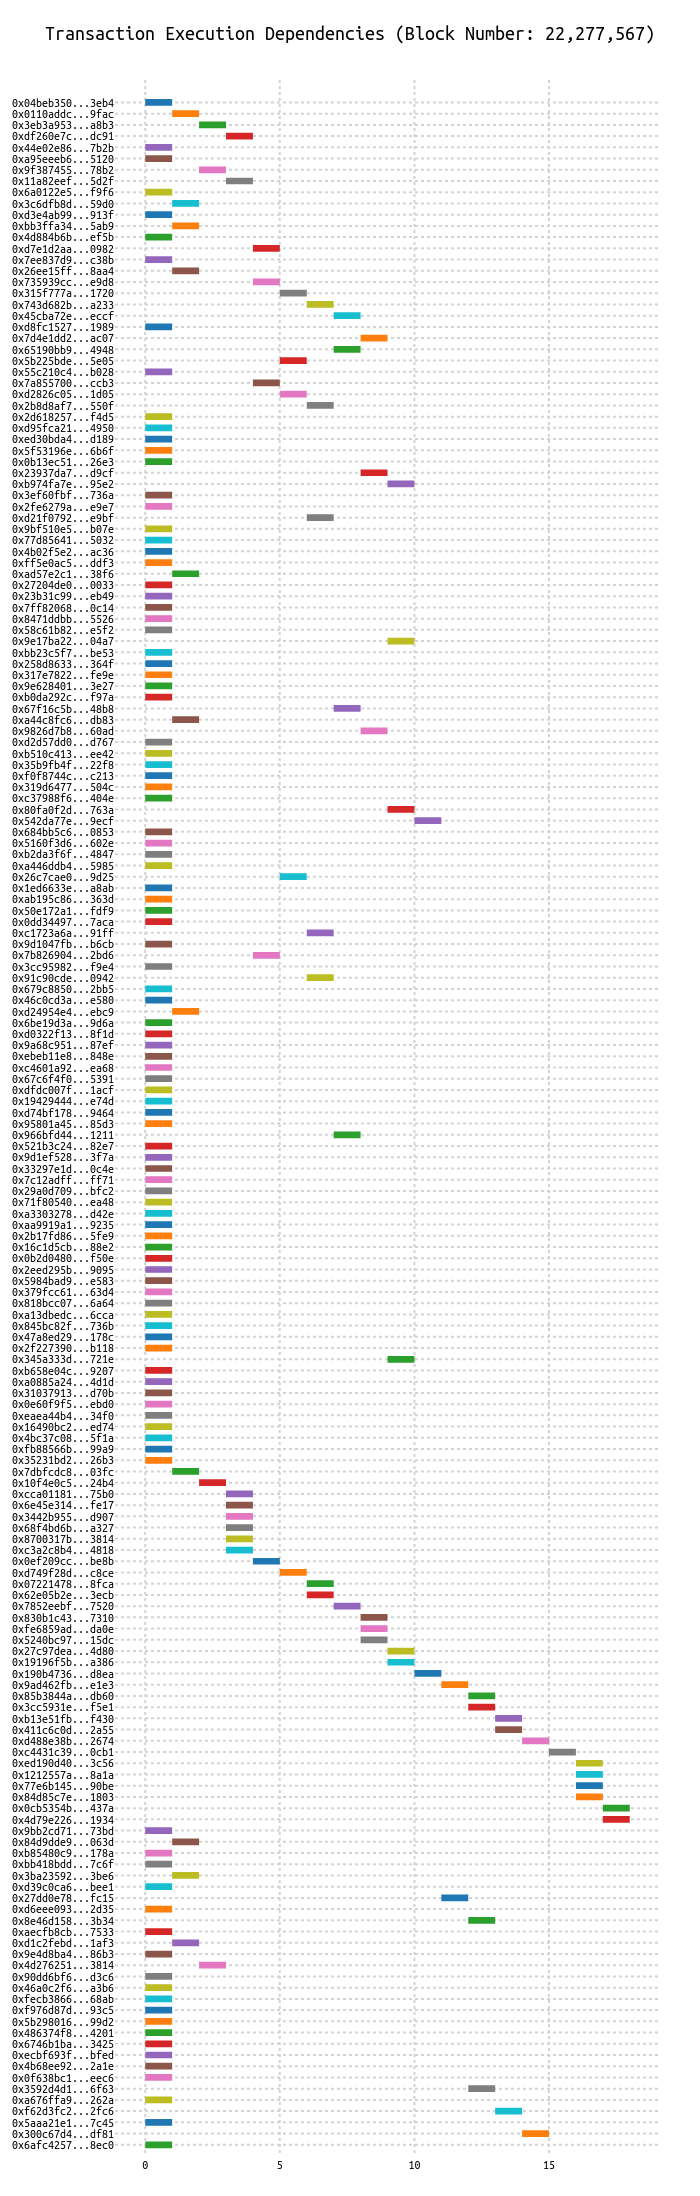 Transaction Execution Dependencies (Block Number: 22,277,567)
0x04beb350...3eb4
0x0110addc...9fac
0x3eb3a953...a8b3
0xdf260e7c...dc91
0x44e02e86...7b2b
0xa95eeeb6...5120
0x9f387455...78b2
0x11a82eef...5d2f
0x6a0122e5...f9f6
0x3c6dfb8d...59d0
0xd3e4ab99...913f
0xbb3ffa34...5ab9
0x4d884b6b...ef5b
0xd7e1d2aa...0982
0x7ee837d9...c38b
0x26ee15ff...8aa4
0x735939cc...e9d8
0x315f777a...1720
0x743d682b...a233
0x45cba72e...eccf
0xd8fc1527...1989
0x7d4e1dd2...ac07
0x65190bb9...4948
0x5b225bde...5e05
0x55c210c4...b028
0x7a855700...ccb3
0xd2826c05...1d05
0x2b8d8af7...550f
0x2d618257...f4d5
0xd95fca21...4950
0xed30bda4...d189
0x5f53196e...6b6f
0x0b13ec51...26e3
0x23937da7...d9cf
0xb974fa7e...95e2
0x3ef60fbf...736a
0x2fe6279a...e9e7
0xd21f0792...e9bf
0x9bf510e5...b07e
0x77d85641...5032
0x4b02f5e2...ac36
0xff5e0ac5...ddf3
0xad57e2c1...38f6
0x27204de0...0033
0x23b31c99...eb49
0x7ff82068...0c14
0x8471ddbb...5526
0x58c61b82...e5f2
0x9e17ba22...04a7
0xbb23c5f7...be53
0x258d8633...364f
0x317e7822...fe9e
0x9e628401...3e27
0xb0da292c...f97a
0x67f16c5b...48b8
0xa44c8fc6...db83
0x9826d7b8...60ad
0xd2d57dd0...d767
0xb510c413...ee42
0x35b9fb4f...22f8
0xf0f8744c...c213
0x319d6477...504c
0xc37988f6...404e
0x80fa0f2d...763a
0x542da77e...9ecf
0x684bb5c6...0853
0x5160f3d6...602e
0xb2da3f6f...4847
0xa446ddb4...5985
0x26c7cae0...9d25
0x1ed6633e...a8ab
0xab195c86...363d
0x50e172a1...fdf9
0x0dd34497...7aca
0xc1723a6a...91ff
0x9d1047fb...b6cb
0x7b826904...2bd6
0x3cc95982...f9e4
0x91c90cde...0942
0x679c8850...2bb5
0x46c0cd3a...e580
0xd24954e4...ebc9
0x6be19d3a...9d6a
0xd0322f13...8f1d
0x9a68c951...87ef
0xebeb11e8...848e
0xc4601a92...ea68
0x67c6f4f0...5391
0xdfdc007f...1acf
0x19429444...e74d
0xd74bf178...9464
0x95801a45...85d3
0x966bfd44...1211
0x521b3c24...82e7
0x9d1ef528...3f7a
0x33297e1d...0c4e
0x7c12adff...ff71
0x29a0d709...bfc2
0x71f80540...ea48
0xa3303278...d42e
0xaa9919a1...9235
0x2b17fd86...5fe9
0x16c1d5cb...88e2
0x0b2d0480...f50e
0x2eed295b...9095
0x5984bad9...e583
0x379fcc61...63d4
0x818bcc07...6a64
0xa13dbedc...6cca
0x845bc82f...736b
0x47a8ed29...178c
0x2f227390...b118
0x345a333d...721e
0xb658e04c...9207
0xa0885a24...4d1d
0x31037913...d70b
0x0e60f9f5...ebd0
0xeaea44b4...34f0
0x16490bc2...ed74
0x4bc37c08...5f1a
0xfb88566b...99a9
0x35231bd2...26b3
0x7dbfcdc8...03fc
0x10f4e0c5...24b4
0xcca01181...75b0
0x6e45e314...fe17
0x3442b955...d907
0x68f4bd6b...a327
0x8700317b...3814
0xc3a2c8b4...4818
0x0ef209cc...be8b
0xd749f28d...c8ce
0x07221478...8fca
0x62e05b2e...3ecb
0x7852eebf...7520
0x830b1c43...7310
0xfe6859ad...da0e
0x5240bc97...15dc
0x27c97dea...4d80
0x19196f5b...a386
0x190b4736...d8ea
0x9ad462fb...e1e3
0x85b3844a...db60
0x3cc5931e...f5e1
0xb13e51fb...f430
0x411c6c0d...2a55
0xd488e38b...2674
0xc4431c39...0cb1
0xed190d40...3c56
0x1212557a...8a1a
0x77e6b145...90be
0x84d85c7e...1803
0x0cb5354b...437a
0x4d79e226...1934
0x9bb2cd71...73bd
0x84d9dde9...063d
0xb85480c9...178a
0xbb418bdd...7c6f
0x3ba23592...3be6
0xd39c0ca6...bee1
0x27dd0e78...fc15
0xd6eee093...2d35
0x8e46d158...3b34
0xaecfb8cb...7533
0xd1c2febd...1af3
0x9e4d8ba4...86b3
0x4d276251...3814
0x90dd6bf6...d3c6
0x46a0c2f6...a3b6
0xfecb3866...68ab
0xf976d87d...93c5
0x5b298016...99d2
0x486374f8...4201
0x6746b1ba...3425
0xecbf693f...bfed
0x4b68ee92...2a1e
0x0f638bc1...eec6
0x3592d4d1...6f63
0xa676ffa9...262a
0xf62d3fc2...2fc6
0x5aaa21e1...7c45
0x300c67d4...df81
0x6afc4257...8ec0
0 5 10 15